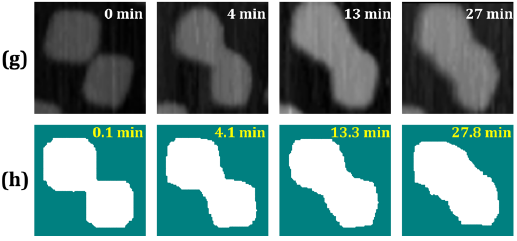 (g)
0 min
4 min
13 min
27 min
(h)
0.1 min
4.1 min
13.3 min
27.8 min